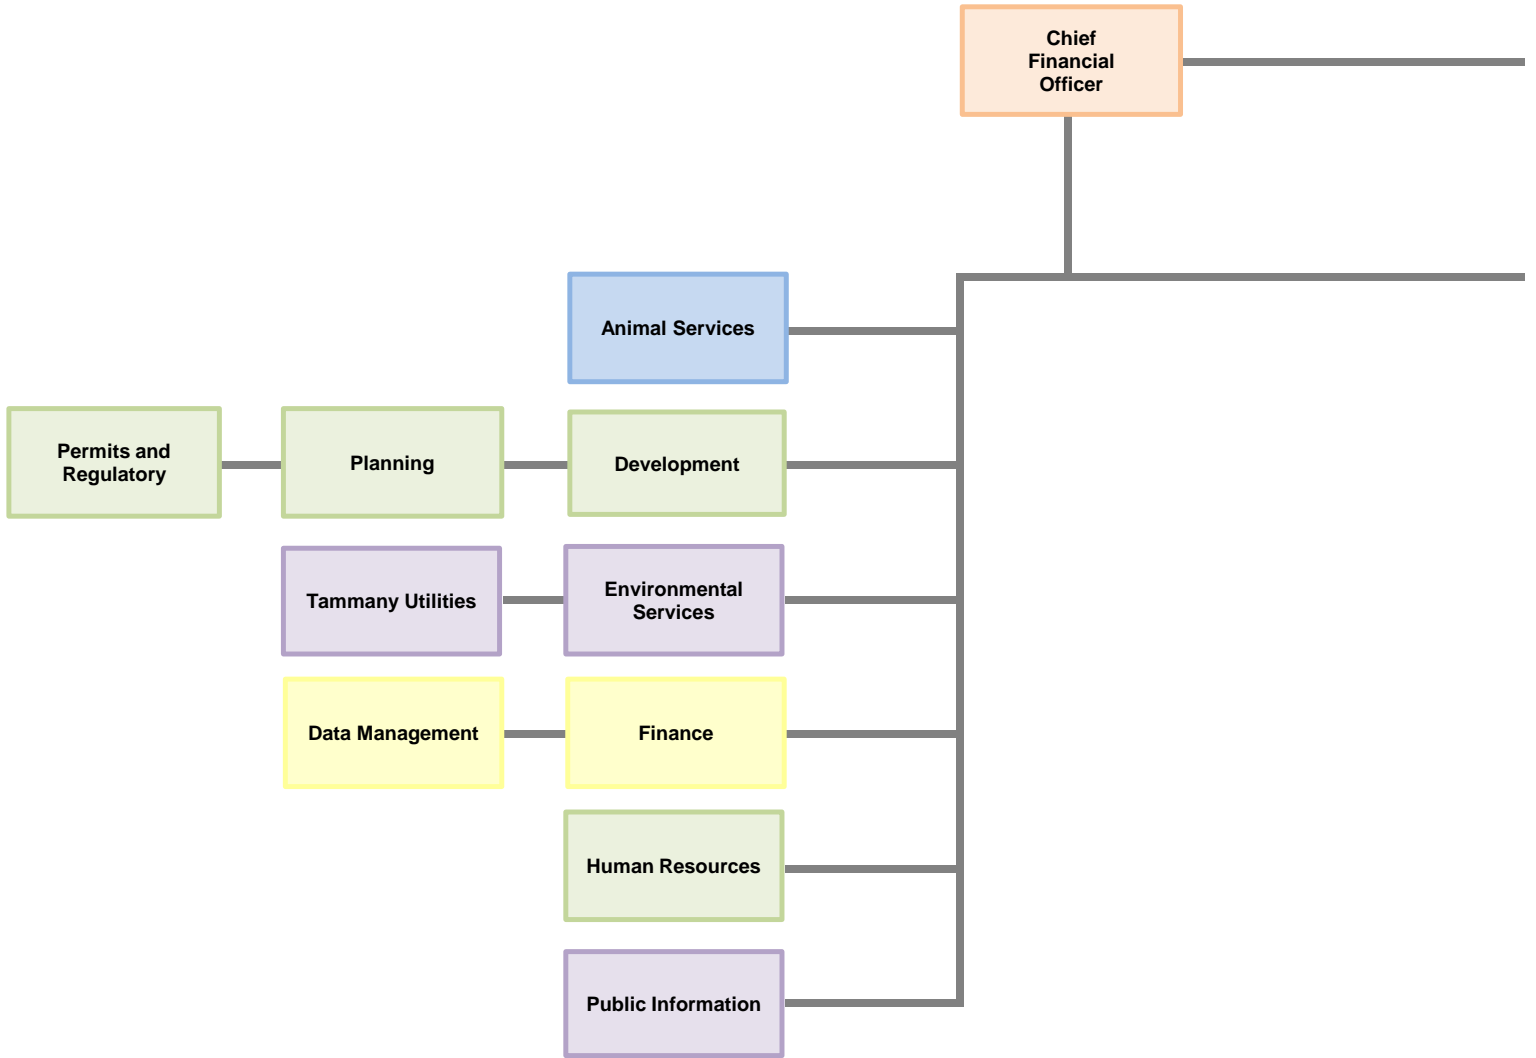 Chief
Financial
Officer
Animal Services
Permits and
Regulatory
Planning
Development
Tammany Utilities
Environmental
Services
Data Management
Finance
Human Resources
Public Information